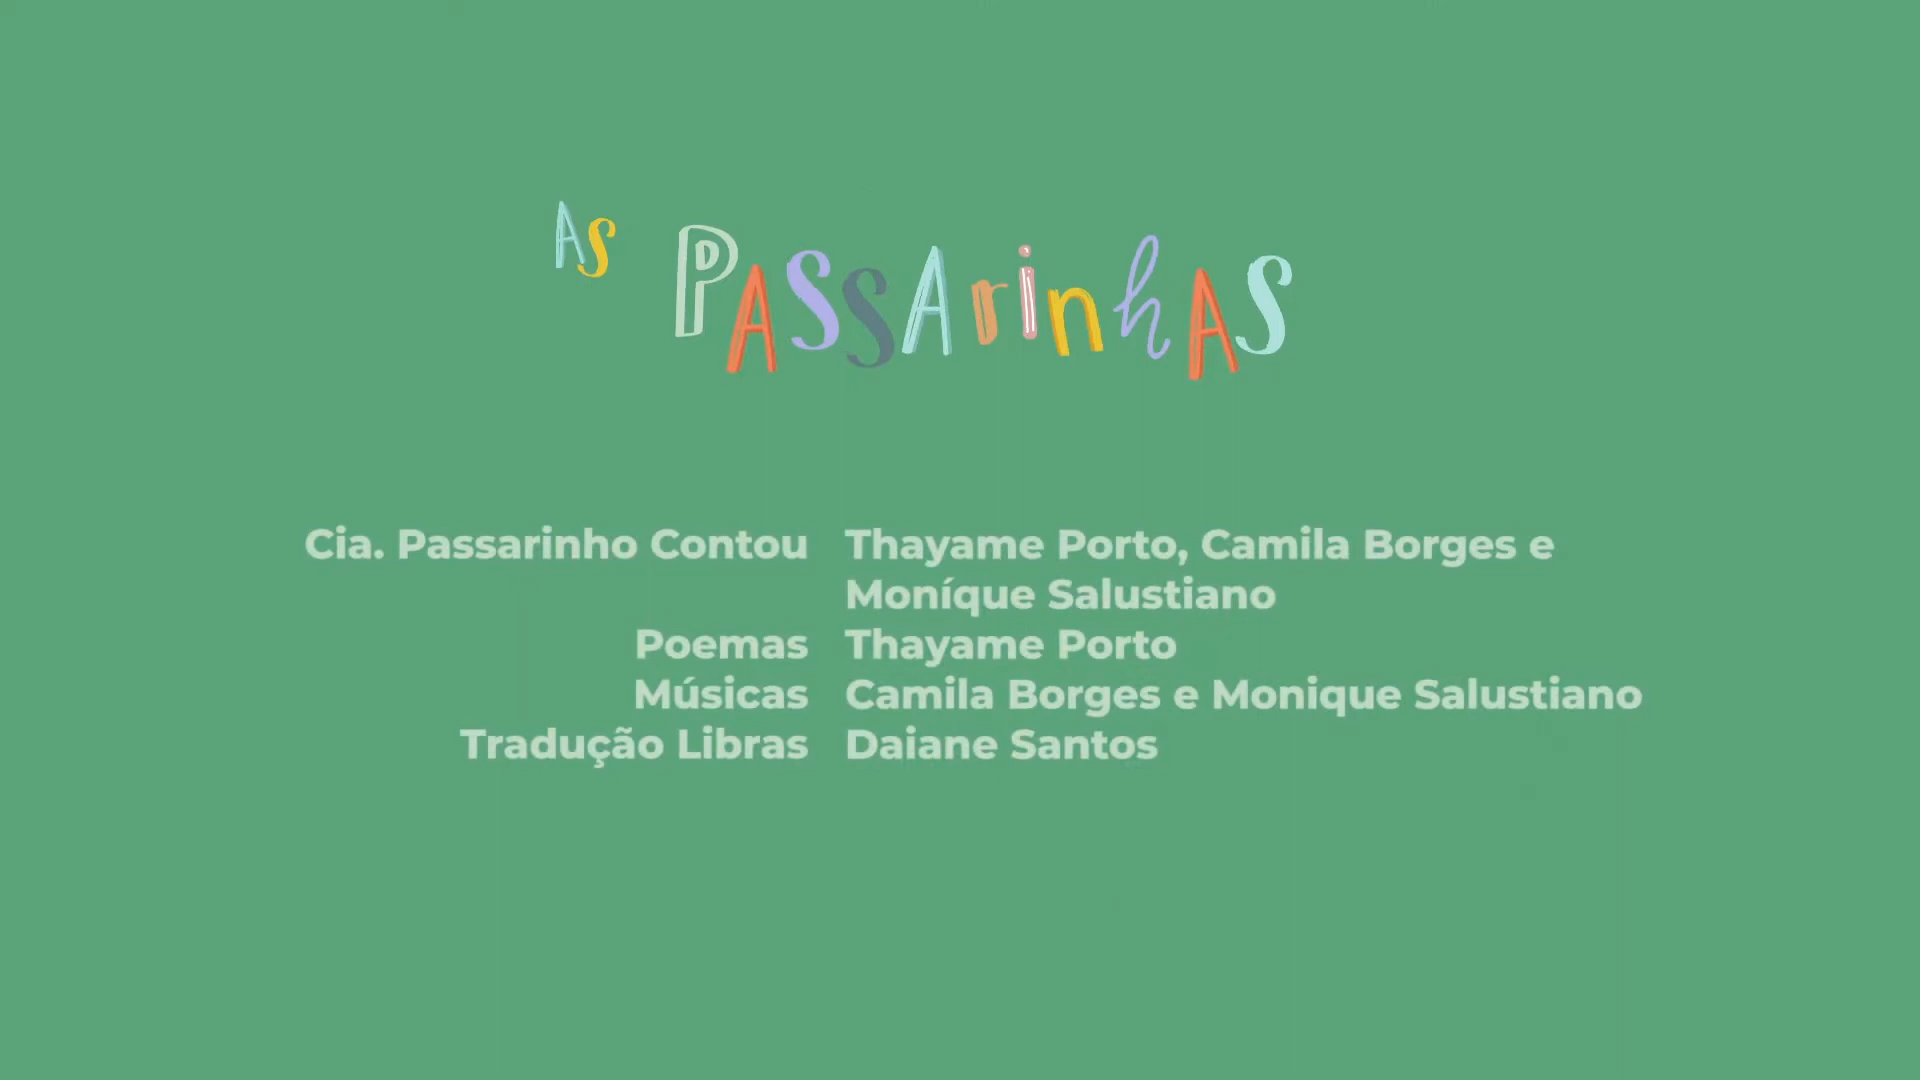 As PASSArinhAS
Cia. Passarinho Contou Thayame Porto, Camila Borges e
Moníque Salustiano
Poemas Thayame Porto
Músicas Camila Borges e Monique Salustiano
Tradução Libras Daiane Santos